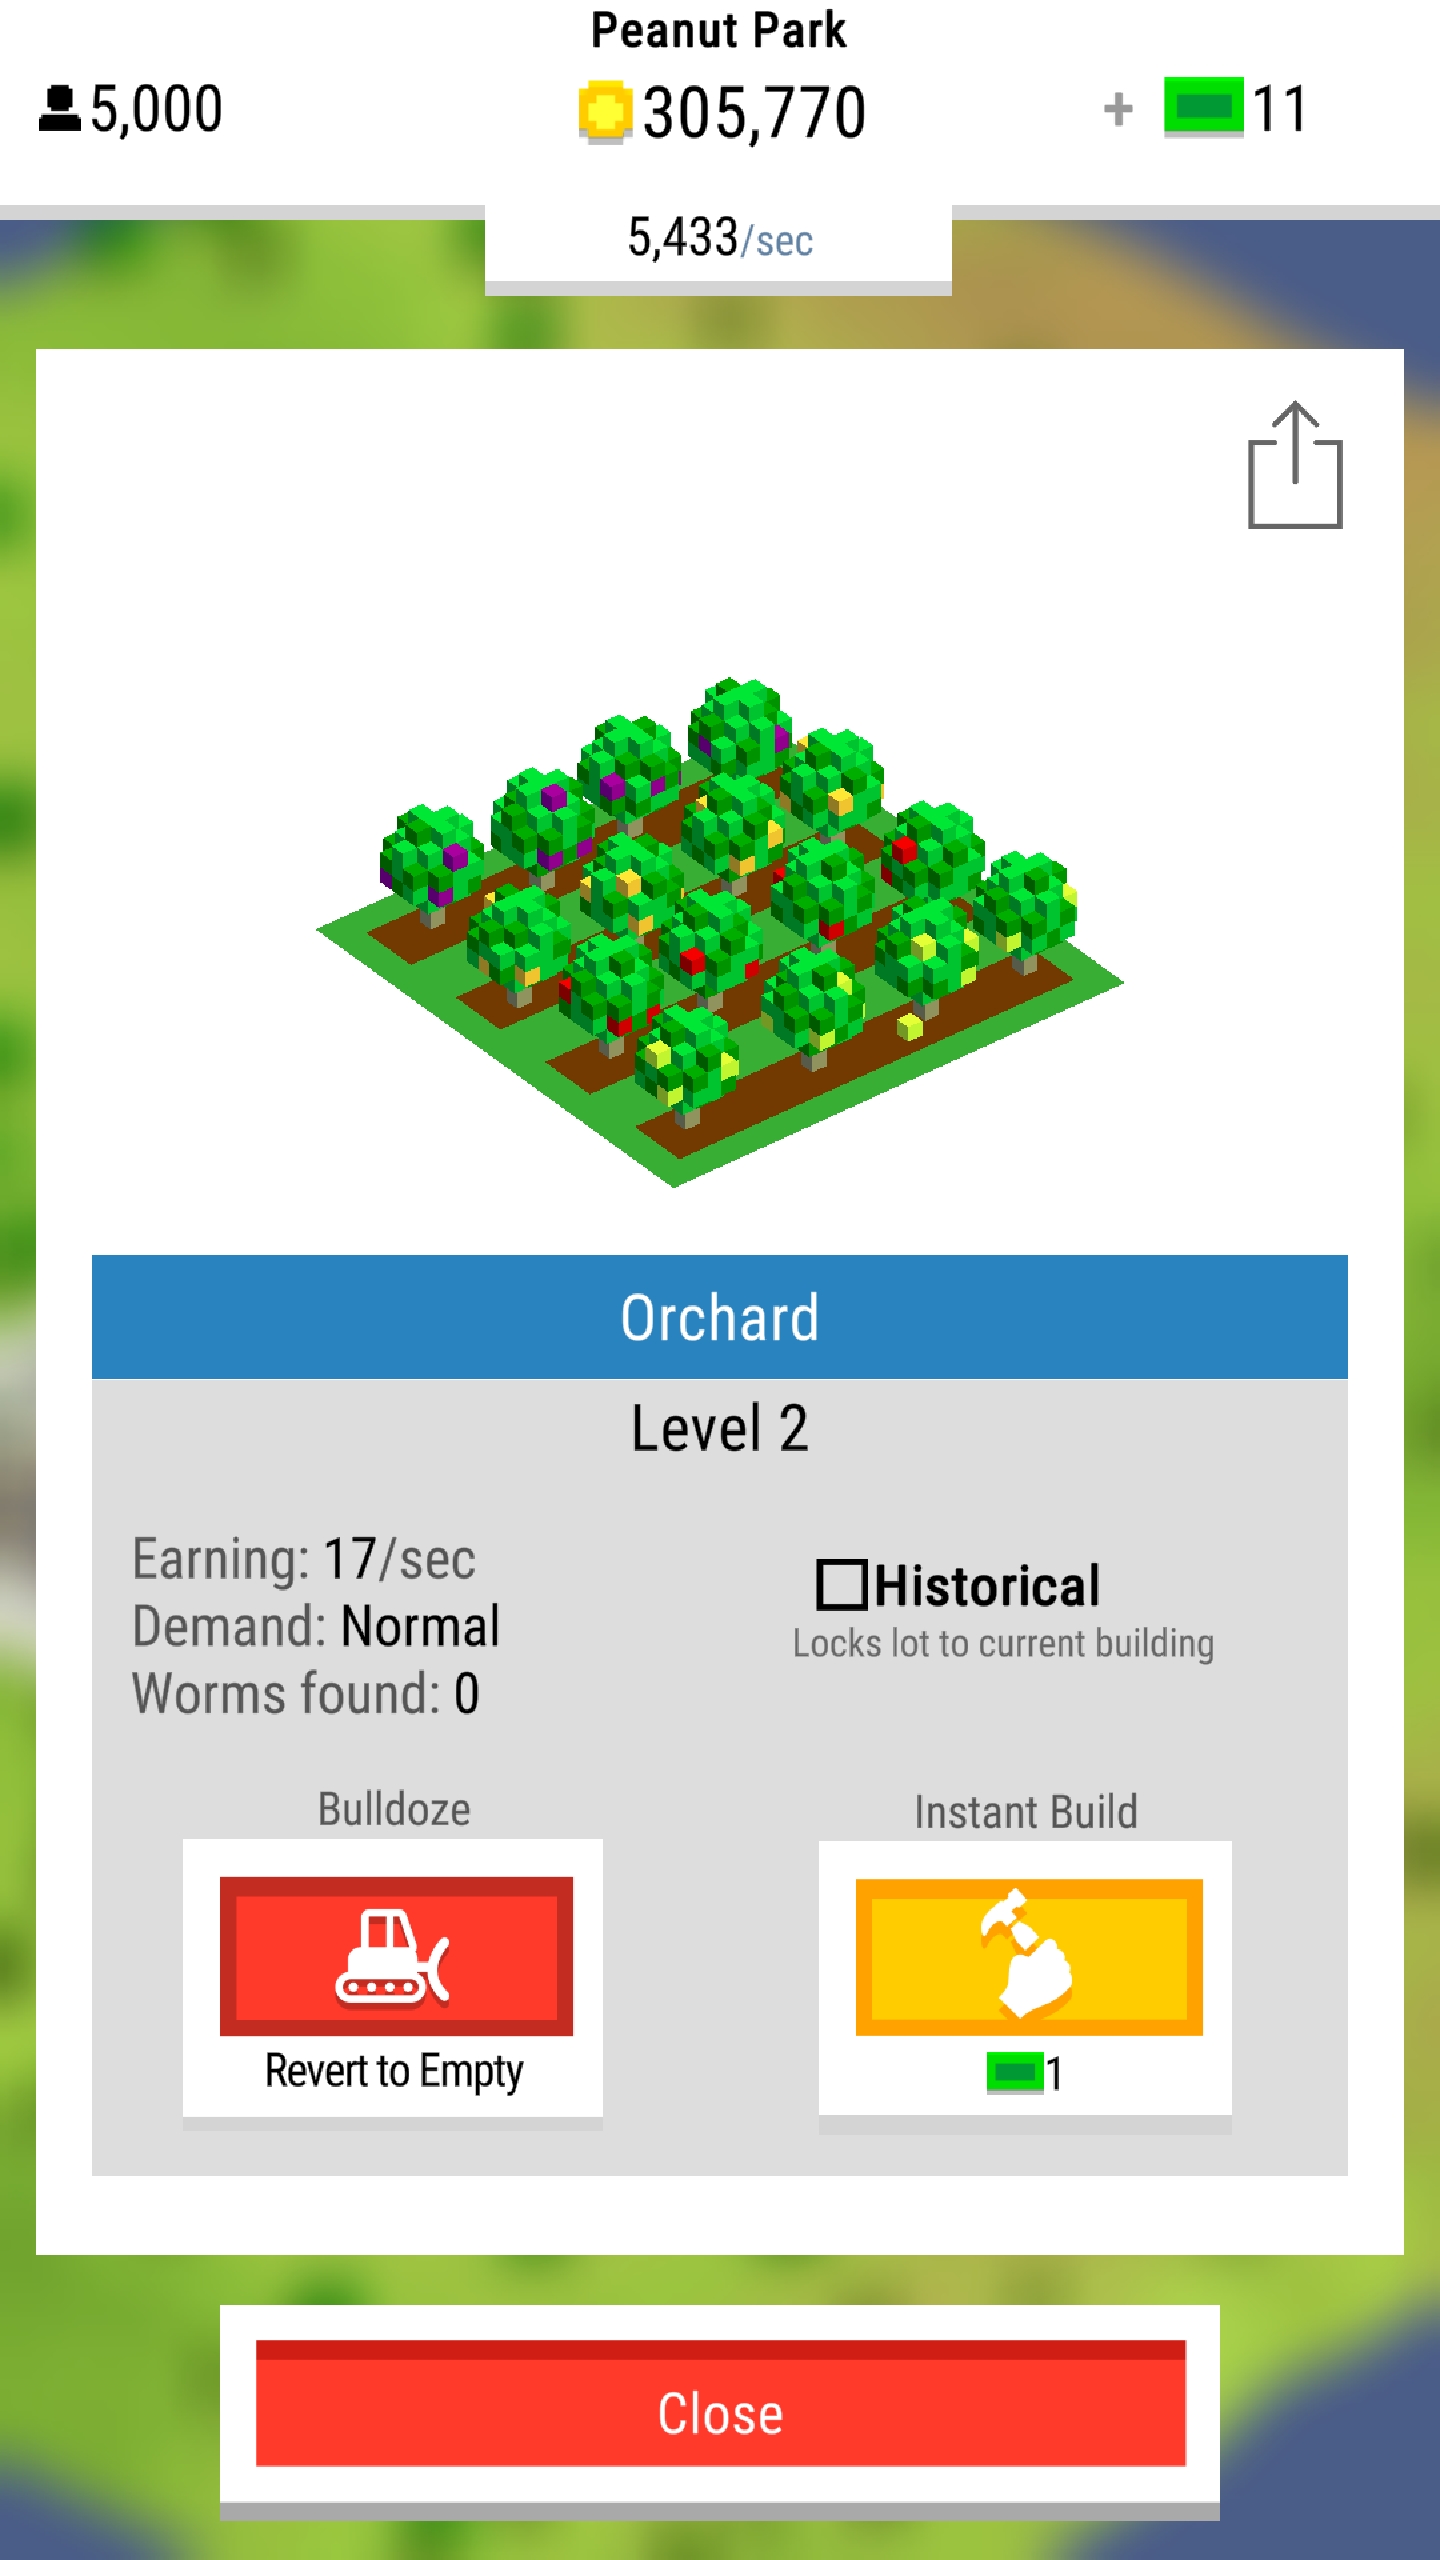 Peanut Park
5,000
305,770
+ 11
5,433/sec
Orchard
Level 2
Earning: 17/sec
Demand: Normal
Worms found: 0
Historical
Locks lot to current building
Bulldoze
Revert to Empty
Instant Build
1
Close